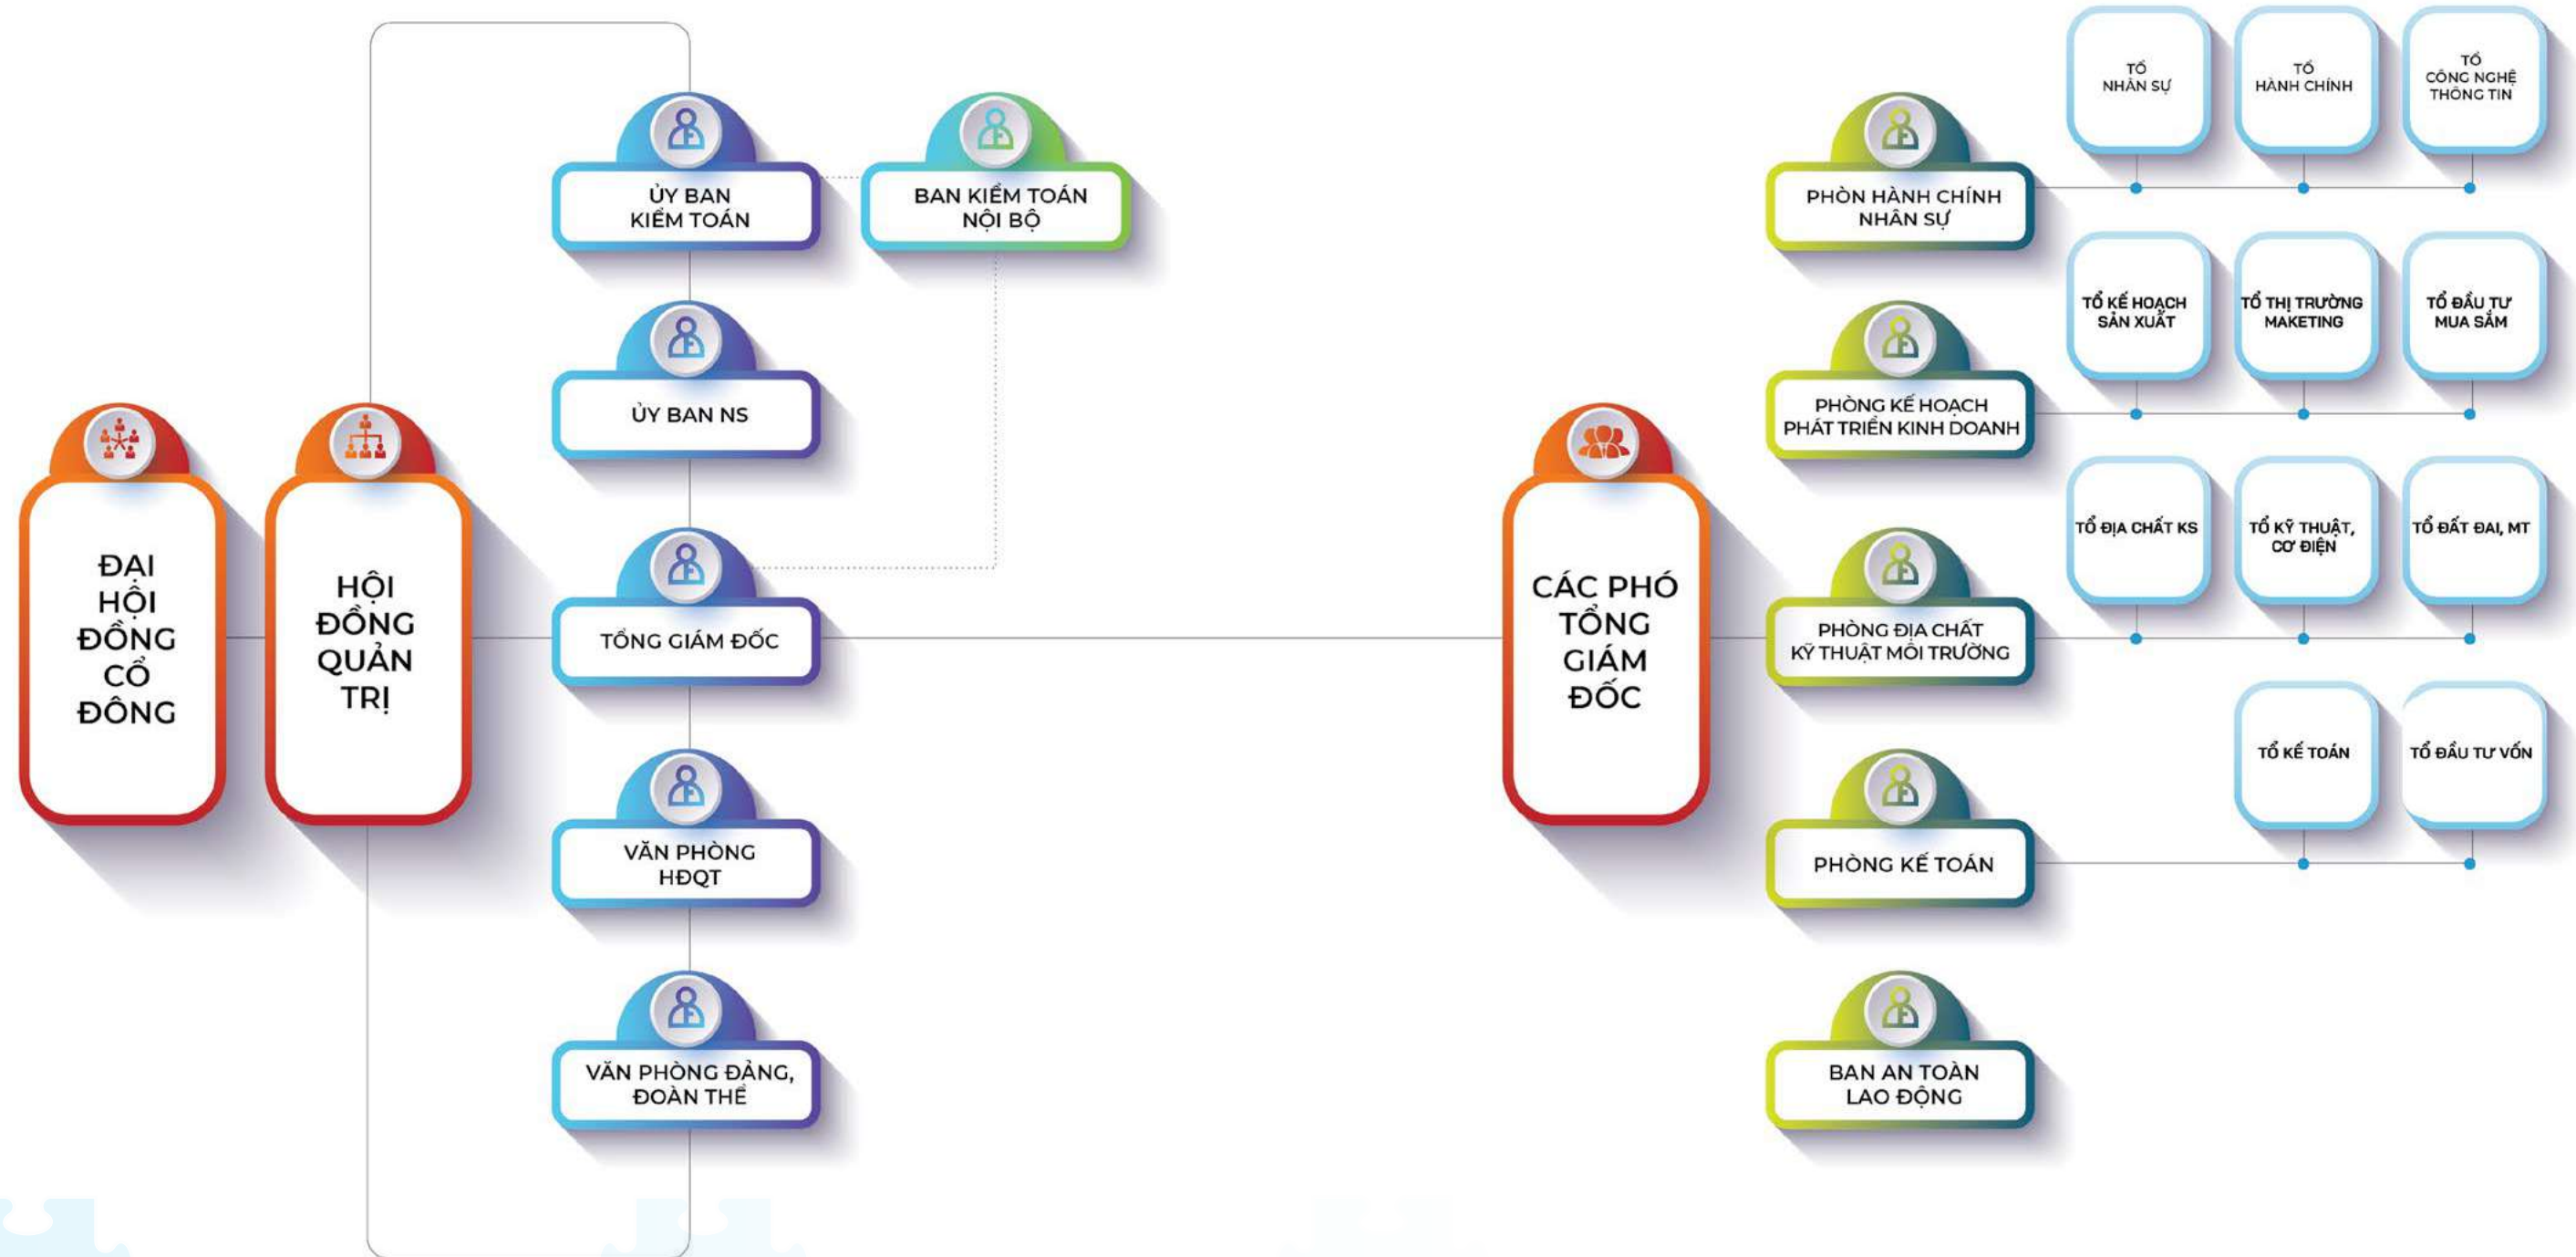 ĐẠI
HỘI
ĐỒNG
CỔ
ĐÔNG
HỘI
ĐỒNG
QUẢN
TRỊ
ỦY BAN
KIỂM TOÁN
BAN KIỂM TOÁN
NỘI BỘ
ỦY BAN NS
TỔNG GIÁM ĐỐC
VĂN PHÒNG
HĐQT
VĂN PHÒNG ĐẢNG,
ĐOÀN THỂ
CÁC PHÓ
TỔNG
GIÁM
ĐỐC
PHÒN HÀNH CHÍNH
NHÂN SỰ
TỔ
NHÂN SỰ
TỔ
HÀNH CHÍNH
TỔ
CÔNG NGHỆ
THÔNG TIN
PHÒNG KẾ HOẠCH
PHÁT TRIỂN KINH DOANH
TỔ KẾ HOẠCH
SẢN XUẤT
TỔ THỊ TRƯỜNG
MAKETING
TỔ ĐẦU TƯ
MUA SẮM
PHÒNG ĐỊA CHẤT
KỸ THUẬT MÔI TRƯỜNG
TỔ ĐỊA CHẤT KS
TỔ KỸ THUẬT,
CƠ ĐIỆN
TỔ ĐẤT ĐAI, MT
PHÒNG KẾ TOÁN
TỔ KẾ TOÁN
TỔ ĐẦU TƯ VỐN
BAN AN TOÀN
LAO ĐỘNG